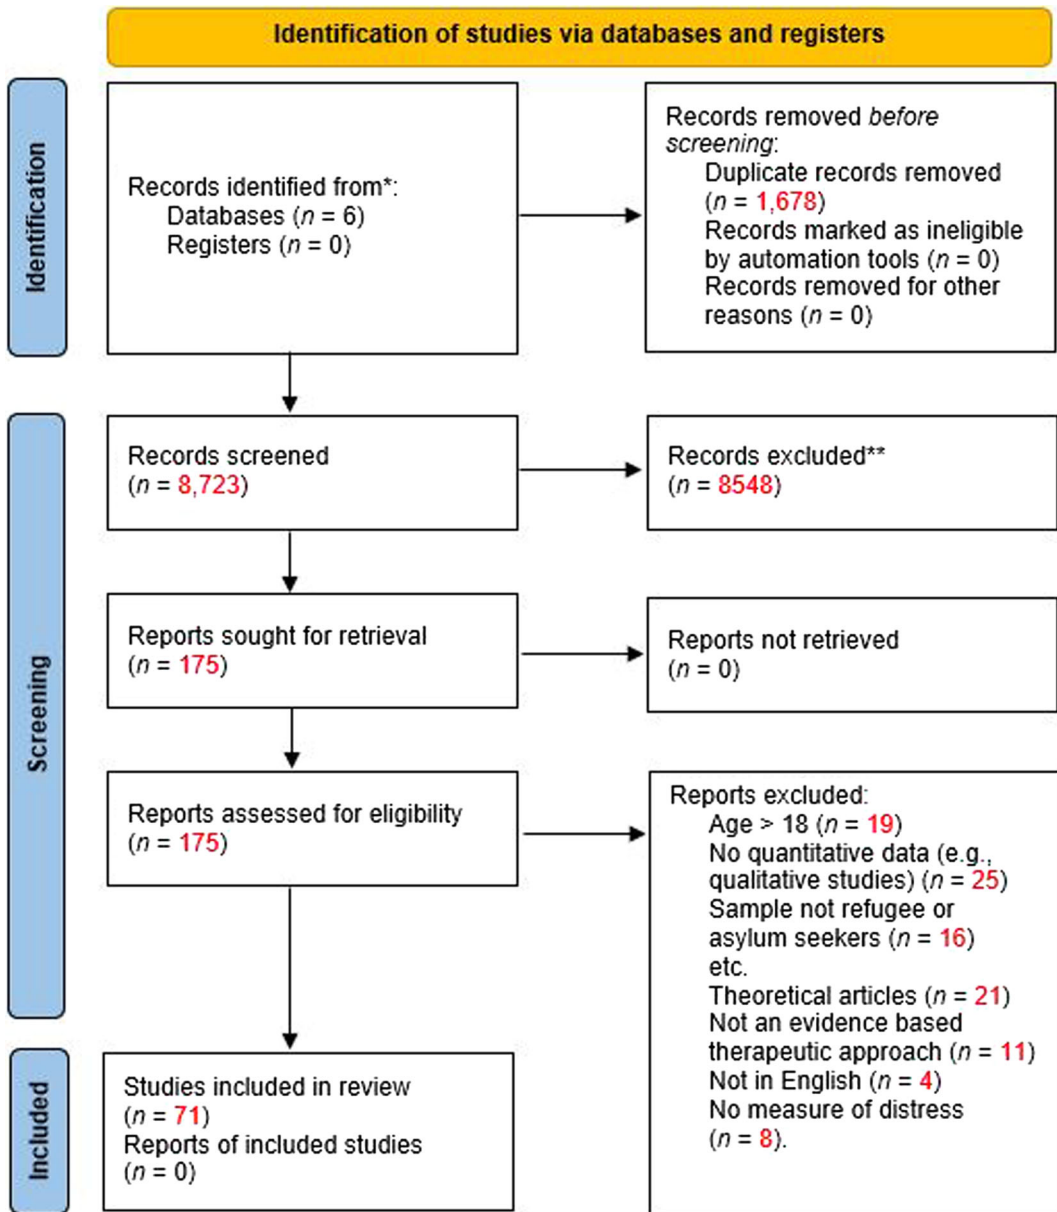 Identification of studies via databases and registers
Identification
Records identified from*:
Databases (n = 6)
Registers (n = 0)
Records removed before
screening:
Duplicate records removed
(n = 1,678)
Records marked as ineligible
by automation tools (n = 0)
Records removed for other
reasons (n = 0)
Screening
Records screened
(n = 8,723)
Records excluded**
(n = 8548)
Reports sought for retrieval
(n = 175)
Reports not retrieved
(n = 0)
Reports assessed for eligibility
(n = 175)
Reports excluded:
Age > 18 (n = 19)
No quantitative data (e.g.,
qualitative studies) (n = 25)
Sample not refugee or
asylum seekers (n = 16)
etc.
Theoretical articles (n = 21)
Not an evidence based
therapeutic approach (n = 11)
Not in English (n = 4)
No measure of distress
(n = 8).
Included
Studies included in review
(n = 71)
Reports of included studies
(n = 0)